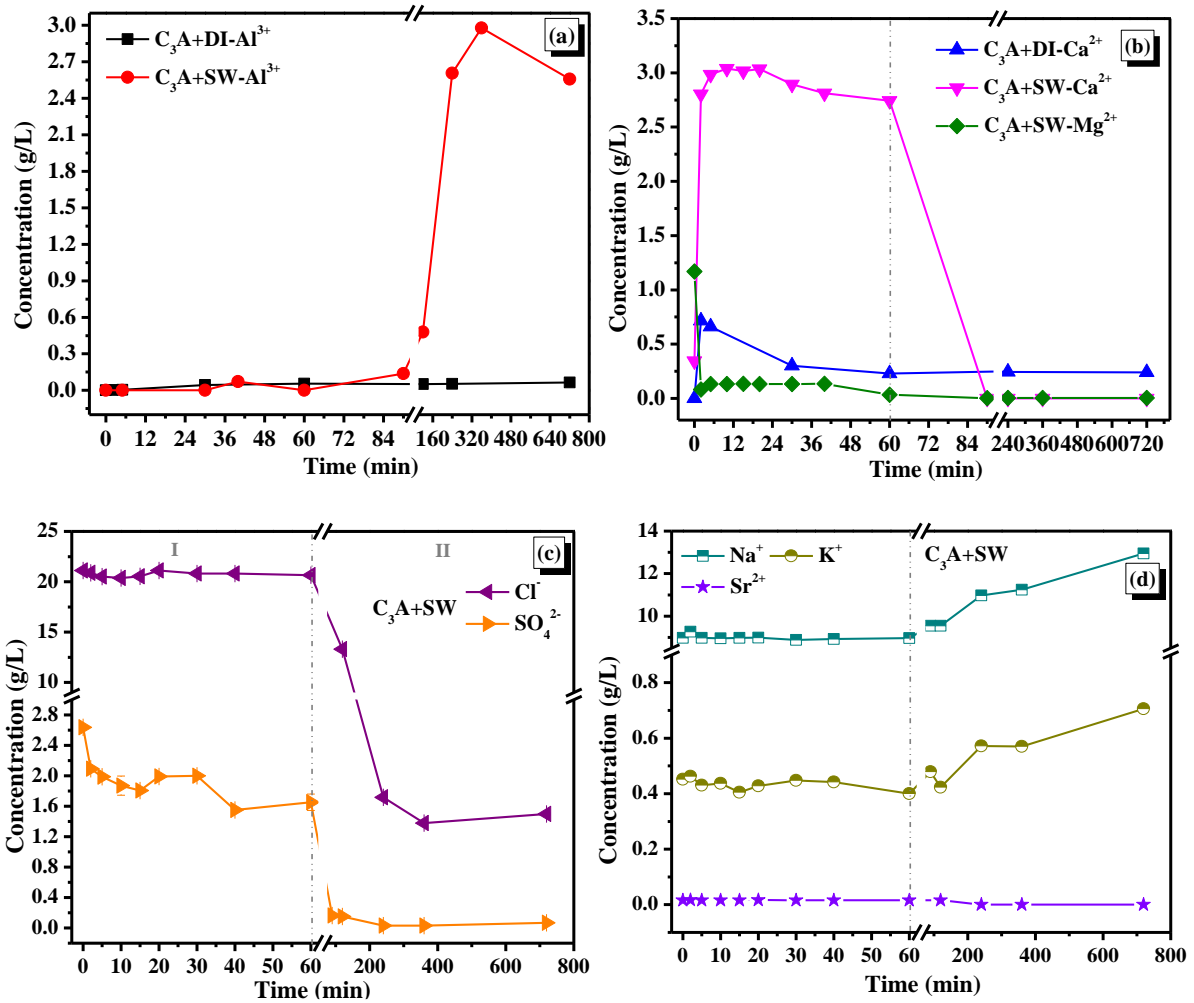 (a)
C₃A+DI-Al³⁺
C₃A+SW-Al³⁺
3.0
2.7
2.4
2.1
1.8
1.5
1.2
0.9
0.6
0.3
0.0
Concentration (g/L)
0 12 24 36 48 60 72 84 160 320 480 640 800
Time (min)
(b)
C₃A+DI-Ca²⁺
C₃A+SW-Ca²⁺
C₃A+SW-Mg²⁺
3.5
3.0
2.5
2.0
1.5
1.0
0.5
0.0
Concentration (g/L)
0 12 24 36 48 60 72 84 240 360 480 600 720
Time (min)
I
II
(c)
C₃A+SW
Cl⁻
SO₄²⁻
25
20
15
10
2.8
2.4
2.0
1.6
1.2
0.8
0.4
0.0
Concentration (g/L)
0 10 20 30 40 50 60 200 400 600 800
Time (min)
Na⁺
K⁺
Sr²⁺
C₃A+SW
(d)
14
13
12
11
10
9
0.8
0.6
0.4
0.2
0.0
Concentration (g/L)
0 10 20 30 40 50 60 200 400 600 800
Time (min)